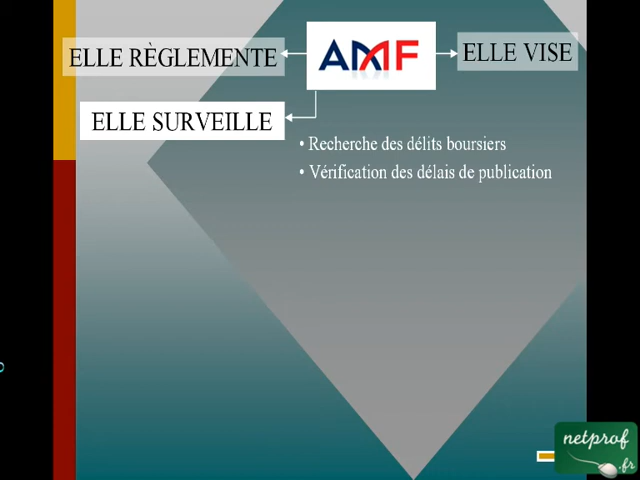 ELLE RÈGLEMENTE
AMF
ELLE VISE
ELLE SURVEILLE
• Recherche des délits boursiers
• Vérification des délais de publication
netprof
.fr